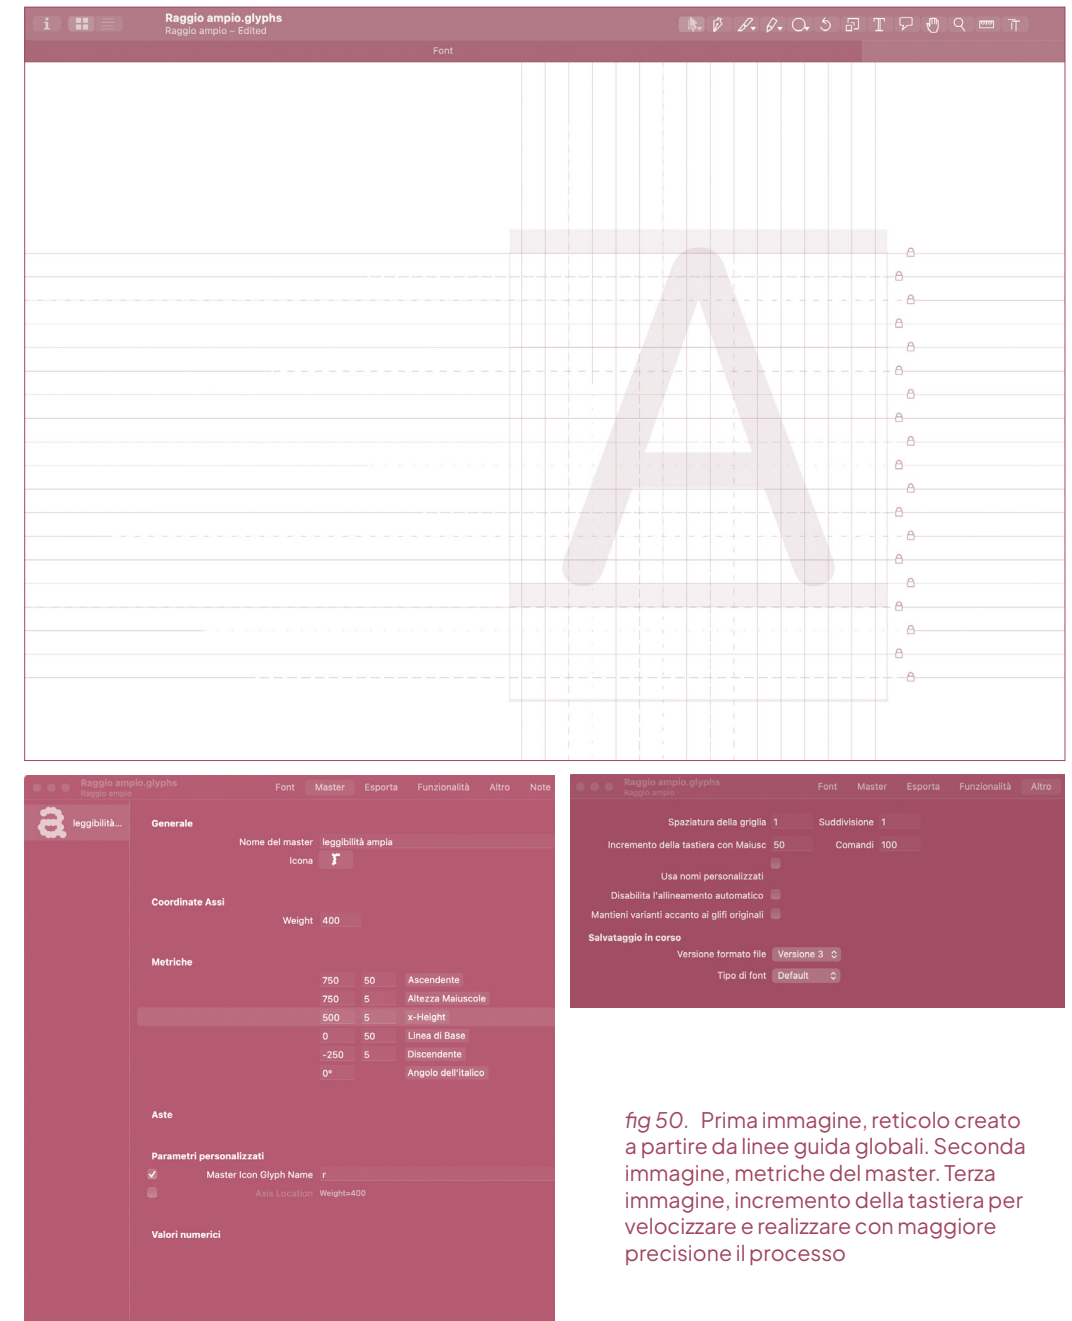 Raggio ampio.glyphs
Raggio ampio – Edited
Font
Raggio ampio.glyphs
Raggio ampio
Font Master Esporta Funzionalità Altro Note
leggibilità...
Generale
Nome del master leggibilità ampia
Icona r
Coordinate Assi
Weight 400
Metriche
750 50 Ascendente
750 5 Altezza Maiuscole
500 5 x-Height
0 50 Linea di Base
-250 5 Discendente
0° Angolo dell'italico
Aste
Parametri personalizzati
Master Icon Glyph Name r
Axis Location Weight=400
Valori numerici
Raggio ampio.glyphs
Raggio ampio
Font Master Esporta Funzionalità Altro
Spaziatura della griglia 1 Suddivisione 1
Incremento della tastiera con Maiusc 50 Comandi 100
Usa nomi personalizzati
Disabilita l'allineamento automatico
Mantieni varianti accanto ai glifi originali
Salvataggio in corso
Versione formato file Versione 3
Tipo di font Default
fig 50. Prima immagine, reticolo creato
a partire da linee guida globali. Seconda
immagine, metriche del master. Terza
immagine, incremento della tastiera per
velocizzare e realizzare con maggiore
precisione il processo